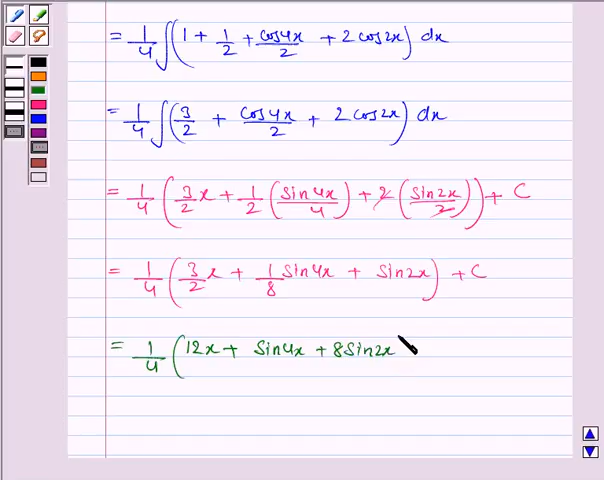 = 1/4 ∫(1 + 1/2 + cos4x/2 + 2cos2x) dx
= 1/4 ∫(3/2 + cos4x/2 + 2cos2x) dx
= 1/4 (3/2 x + 1/2 (sin4x/4) + 2 (sin2x/2)) + C
= 1/4 (3/2 x + 1/8 sin4x + sin2x) + C
= 1/4 (12x + sin4x + 8sin2x